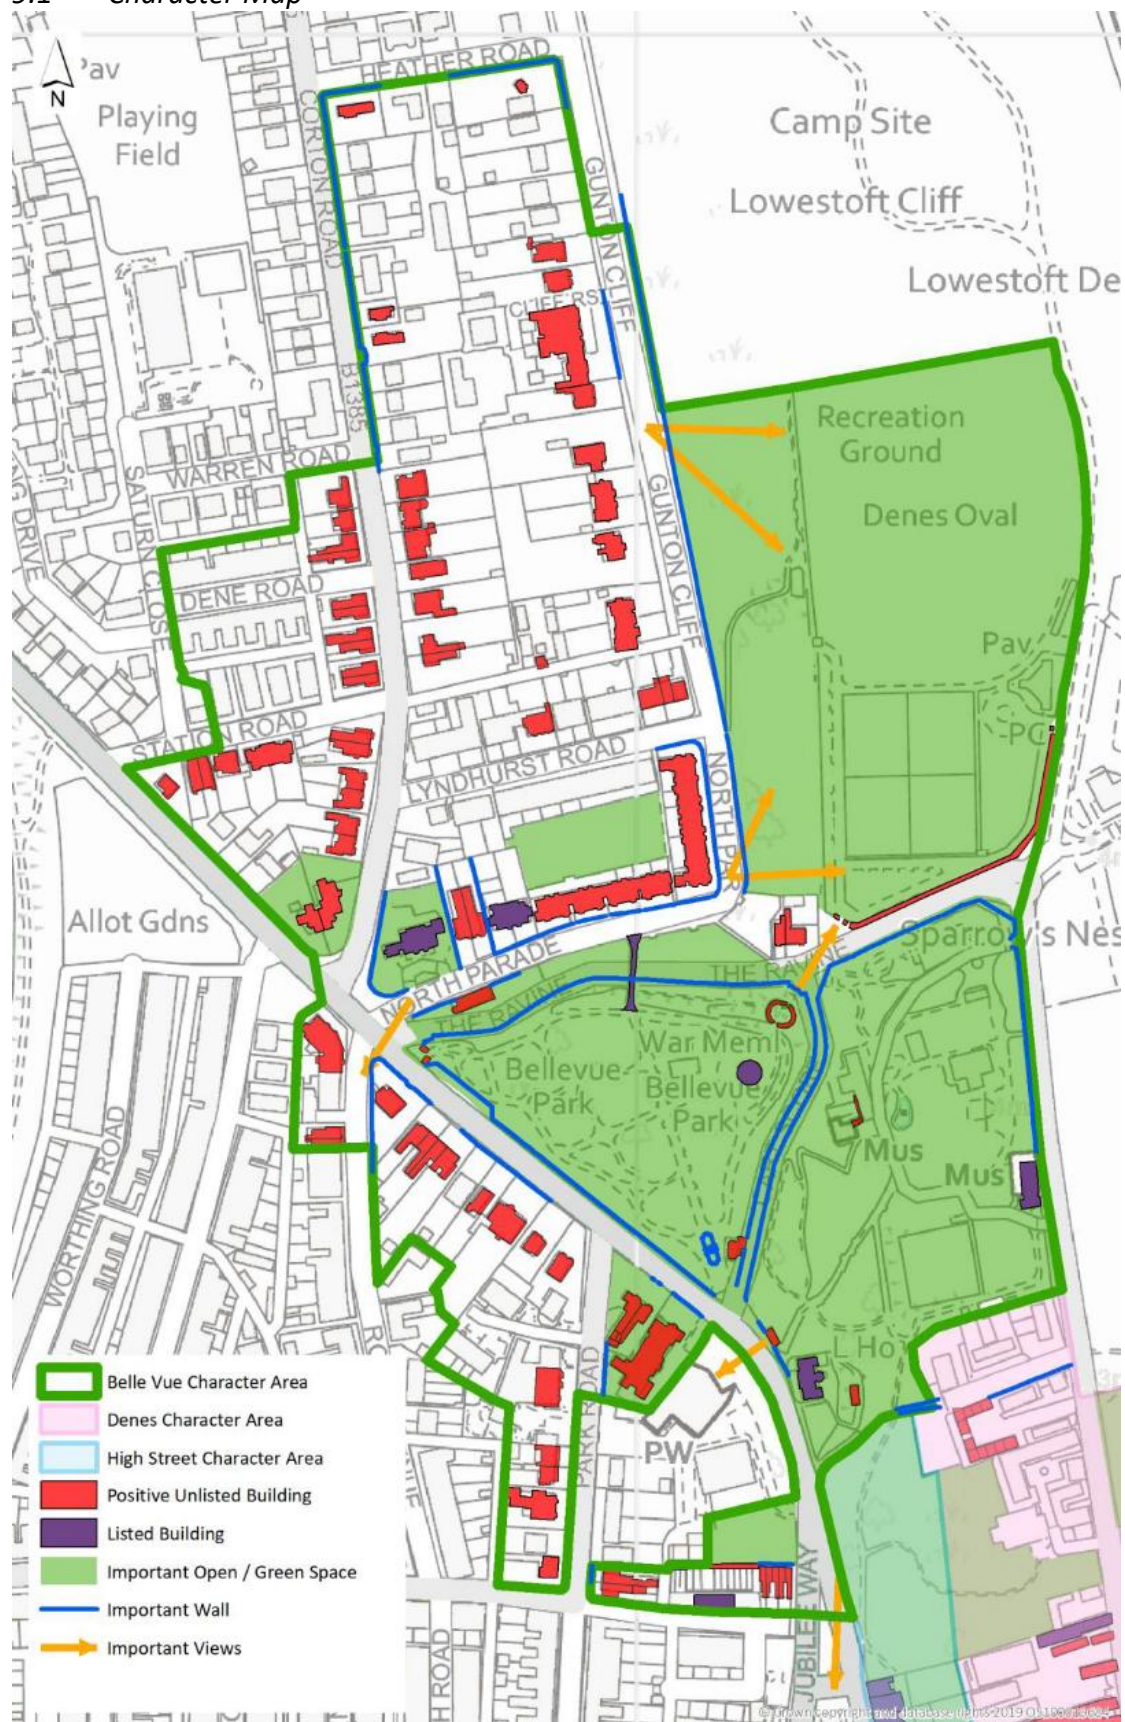 Character Map
N
Pav
Playing
Field
HEATHER ROAD
CORTON ROAD
Camp Site
Lowestoft Cliff
Lowestoft De
GUNTON CLIFF
B1385
WARREN ROAD
SATURN CLOSE
DENE ROAD
Recreation
Ground
Denes Oval
GUNTON CLIFF
Pav
PC
STATION ROAD
LYNDHURST ROAD
Allot Gdns
NORTH PARADE
THE RAVINE
THE RAVINE
Sparrow's Nes
War Meml
Bellevue
Park
Bellevue
Park
Mus
Mus
WORTHING ROAD
L Ho
PARK ROAD
PW
JUBILEE WAY
H ROAD
Belle Vue Character Area
Denes Character Area
High Street Character Area
Positive Unlisted Building
Listed Building
Important Open / Green Space
Important Wall
Important Views